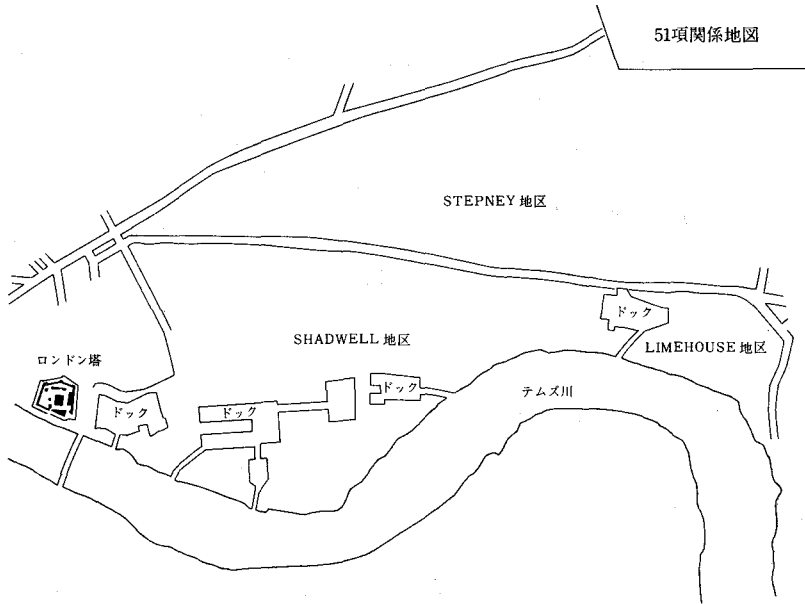 51項関係地図
STEPNEY 地区
ドック
SHADWELL 地区
LIMEHOUSE 地区
ロンドン塔
ドック
ドック
ドック
テムズ川